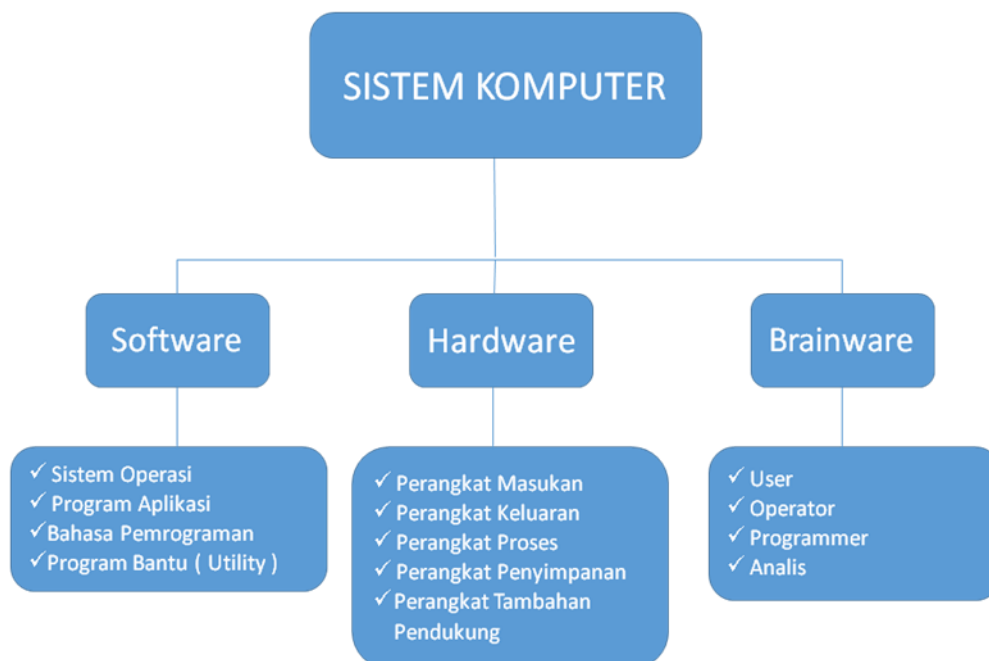 SISTEM KOMPUTER
Software
Hardware
Brainware
✓ Sistem Operasi
✓ Program Aplikasi
✓ Bahasa Pemrograman
✓ Program Bantu ( Utility )
✓ Perangkat Masukan
✓ Perangkat Keluaran
✓ Perangkat Proses
✓ Perangkat Penyimpanan
✓ Perangkat Tambahan
Pendukung
✓ User
✓ Operator
✓ Programmer
✓ Analis